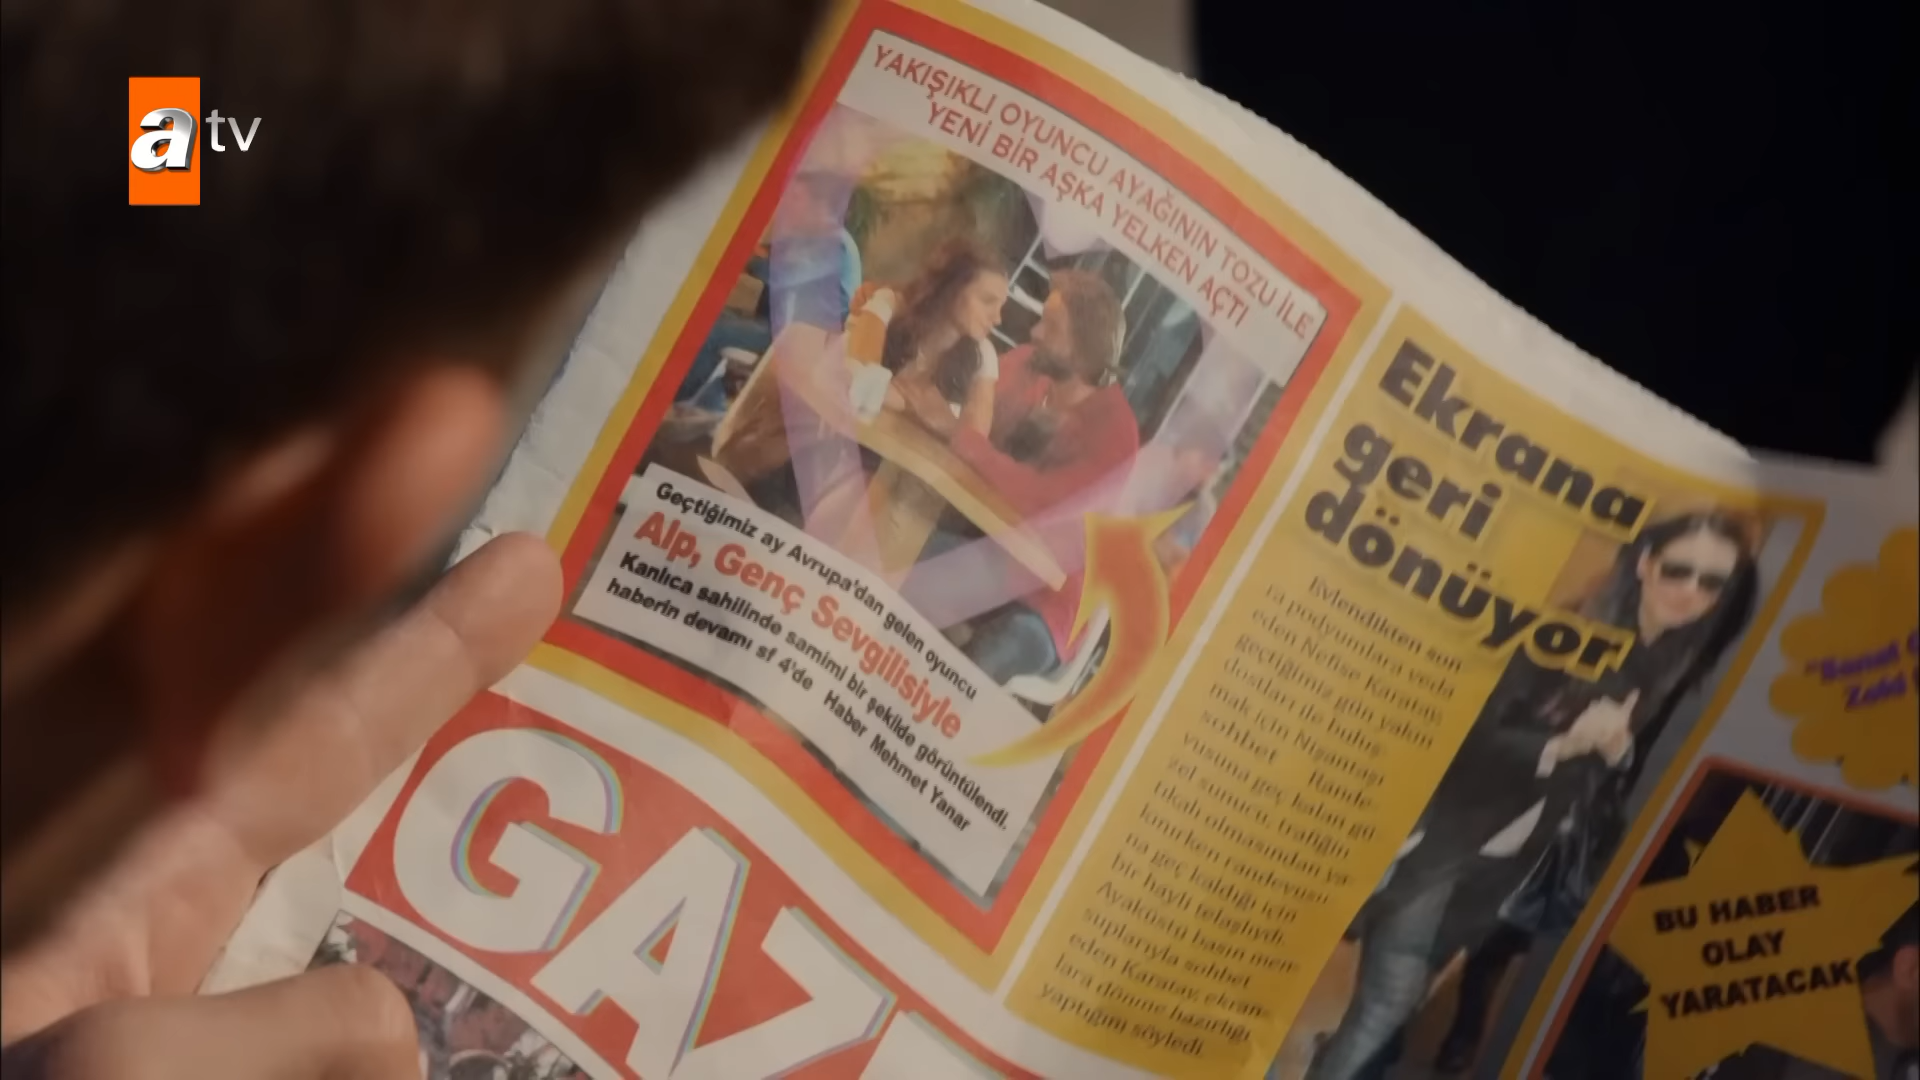 atv
YAKIŞIKLI OYUNCU AYAĞININ TOZU İLE
YENİ BİR AŞKA YELKEN AÇTI
Geçtiğimiz ay Avrupa'dan gelen oyuncu
Alp, Genç Sevgilisiyle
Kanlıca sahilinde samimi bir şekilde görüntülendi.
haberin devamı sf 4'de Haber Mehmet Yanar
GAZ
Ekrana
geri
dönüyor
Evlendikten son
ra podyumlara veda
eden Nefise Karatay,
geçtiğimiz gün yakın
dostları ile buluş-
mak için Nişantaşı
sohbet Rande-
vusuna geç kalan gü
zel sunucu, trafiğin
tıkalı olmasından ya-
kınırken randevusu
na geç kaldığı için
bir hayli telaşlıydı.
Ayaküstü basın men-
suplarıyla sohbet
eden Karatay, ekran-
lara dönme hazırlığı
yaptığını söyledi.
BU HABER
OLAY
YARATACAK